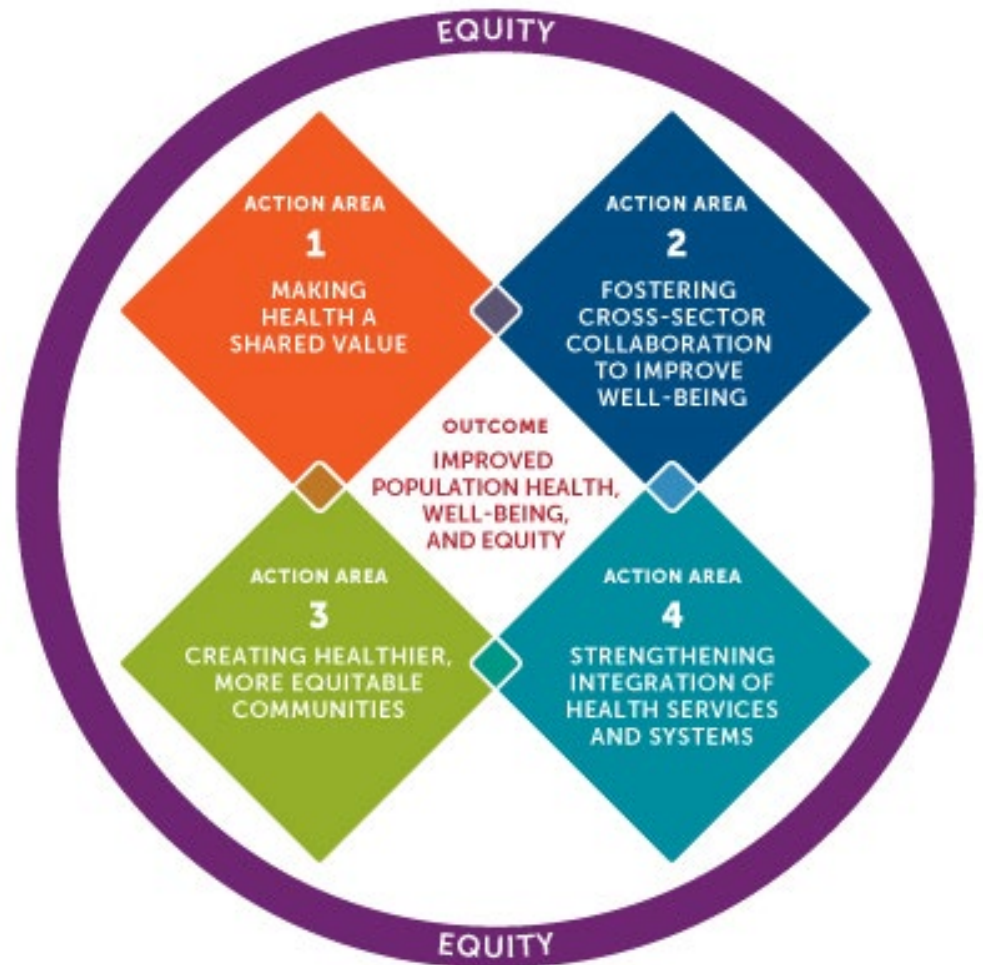 EQUITY
ACTION AREA
1
MAKING
HEALTH A
SHARED VALUE
ACTION AREA
2
FOSTERING
CROSS-SECTOR
COLLABORATION
TO IMPROVE
WELL-BEING
OUTCOME
IMPROVED
POPULATION HEALTH,
WELL-BEING,
AND EQUITY
ACTION AREA
3
CREATING HEALTHIER,
MORE EQUITABLE
COMMUNITIES
ACTION AREA
4
STRENGTHENING
INTEGRATION OF
HEALTH SERVICES
AND SYSTEMS
EQUITY